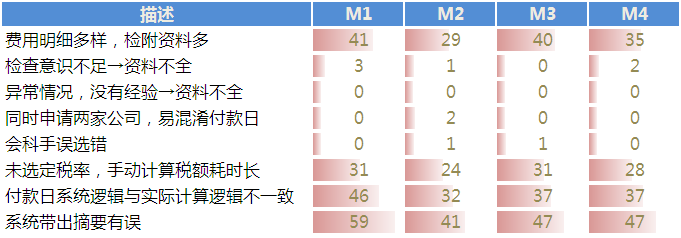 描述 M1 M2 M3 M4
费用明细多样，检附资料多 41 29 40 35
检查意识不足→资料不全 3 1 0 2
异常情况，没有经验→资料不全 0 0 0 0
同时申请两家公司，易混淆付款日 0 2 0 0
会科手误选错 0 1 1 0
未选定税率，手动计算税额耗时长 31 24 31 28
付款日系统逻辑与实际计算逻辑不一致 46 32 37 37
系统带出摘要有误 59 41 47 47